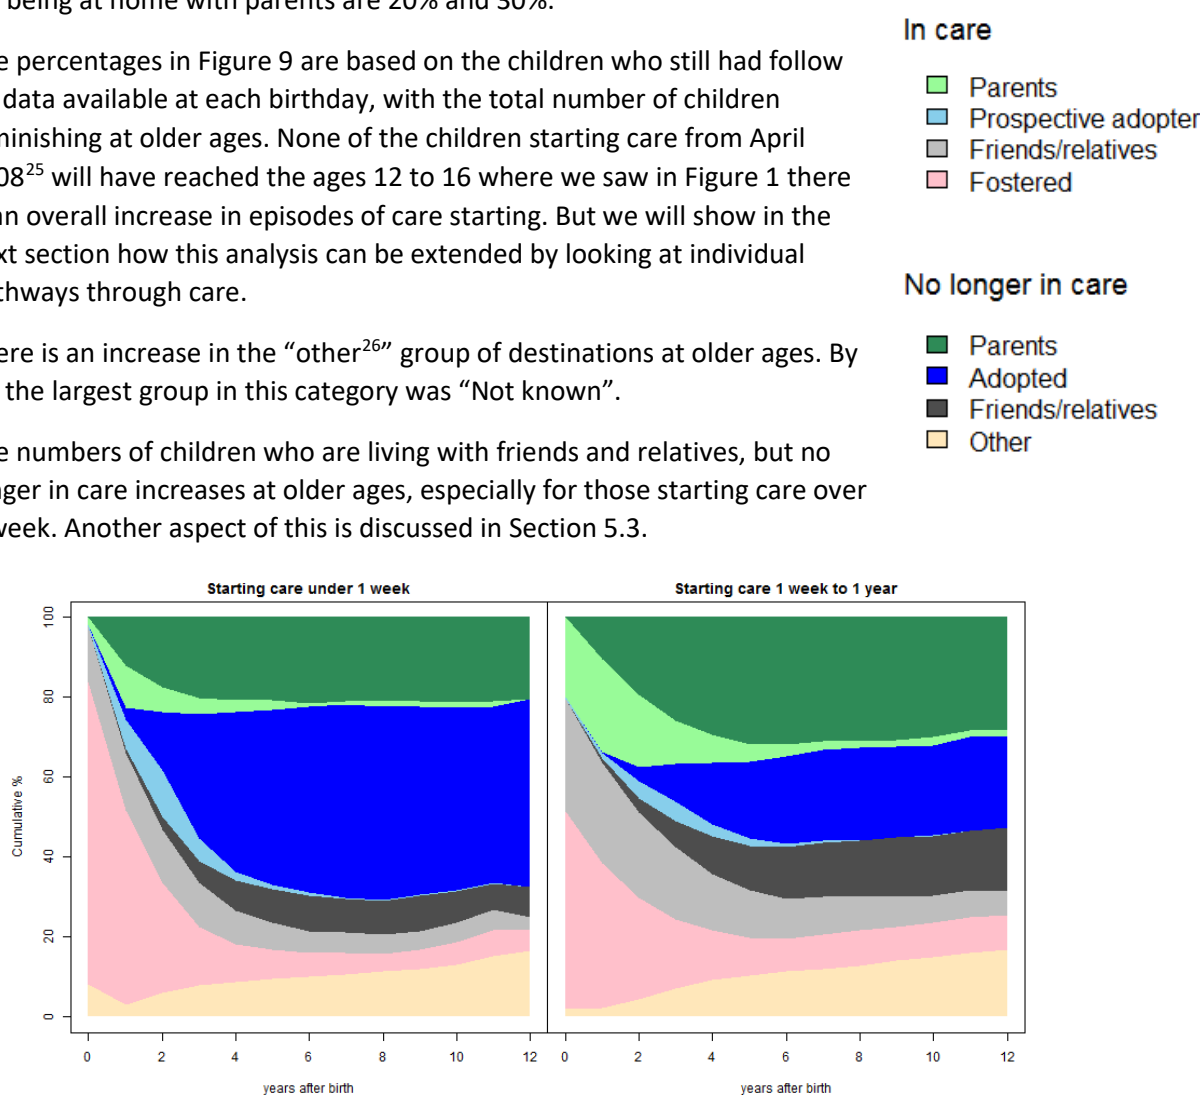 being at home with parents are 20% and 30%.
e percentages in Figure 9 are based on the children who still had follow
data available at each birthday, with the total number of children
minishing at older ages. None of the children starting care from April
08²⁵ will have reached the ages 12 to 16 where we saw in Figure 1 there
an overall increase in episodes of care starting. But we will show in the
xt section how this analysis can be extended by looking at individual
thways through care.
ere is an increase in the “other²⁶” group of destinations at older ages. By
the largest group in this category was “Not known”.
e numbers of children who are living with friends and relatives, but no
nger in care increases at older ages, especially for those starting care over
week. Another aspect of this is discussed in Section 5.3.
In care
Parents
Prospective adopter
Friends/relatives
Fostered
No longer in care
Parents
Adopted
Friends/relatives
Other
Starting care under 1 week
Starting care 1 week to 1 year
Cumulative %
100
80
60
40
20
0
0 2 4 6 8 10 12
0 2 4 6 8 10 12
years after birth
years after birth